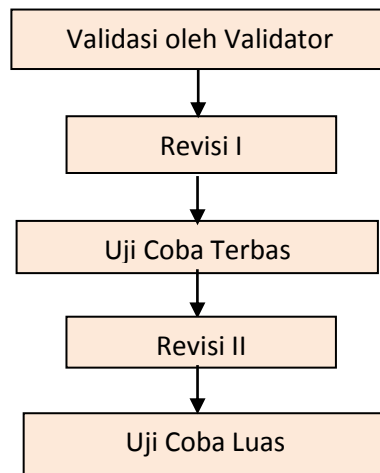 Validasi oleh Validator
Revisi I
Uji Coba Terbas
Revisi II
Uji Coba Luas